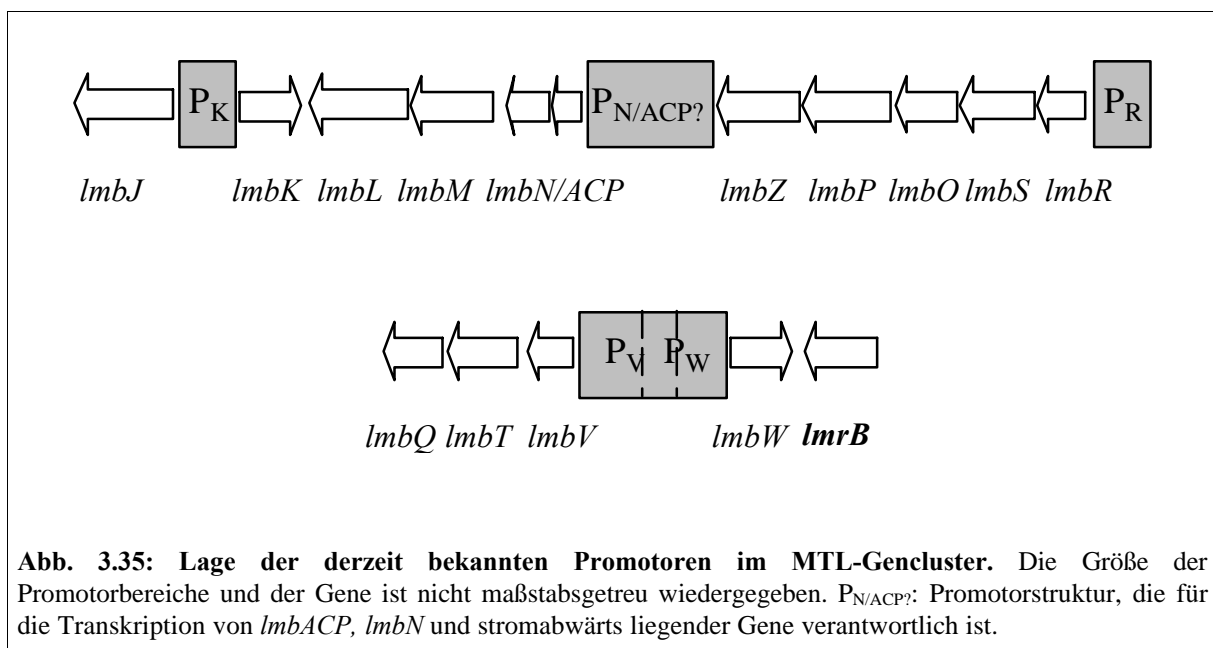 P_K P_N/ACP? P_R
lmbJ lmbK lmbL lmbM lmbN/ACP lmbZ lmbP lmbO lmbS lmbR
P_V P_W
lmbQ lmbT lmbV lmbW lmrB
Abb. 3.35: Lage der derzeit bekannten Promotoren im MTL-Gencluster. Die Größe der
Promotorbereiche und der Gene ist nicht maßstabsgetreu wiedergegeben. P_N/ACP?: Promotorstruktur, die für
die Transkription von lmbACP, lmbN und stromabwärts liegender Gene verantwortlich ist.